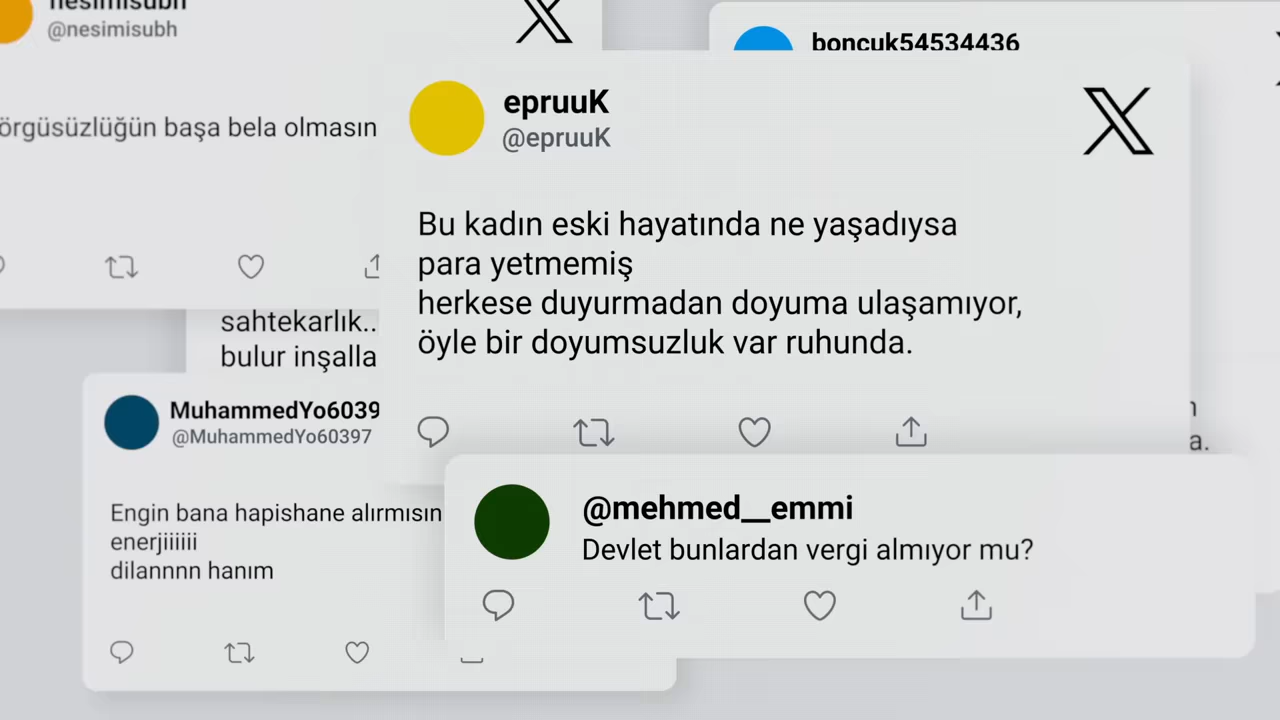 nesimisubh
@nesimisubh
başa bela olmasın
boncuk54534436
epruuK
@epruuK
Bu kadın eski hayatında ne yaşadıysa
para yetmemiş
herkese duyurmadan doyuma ulaşamıyor,
öyle bir doyumsuzluk var ruhunda.
sahtekarlık..
bulur inşalla
MuhammedYo6039
@MuhammedYo60397
Engin bana hapishane alırmısın
enerjiiiiii
dilannnn hanım
@mehmed__emmi
Devlet bunlardan vergi almıyor mu?